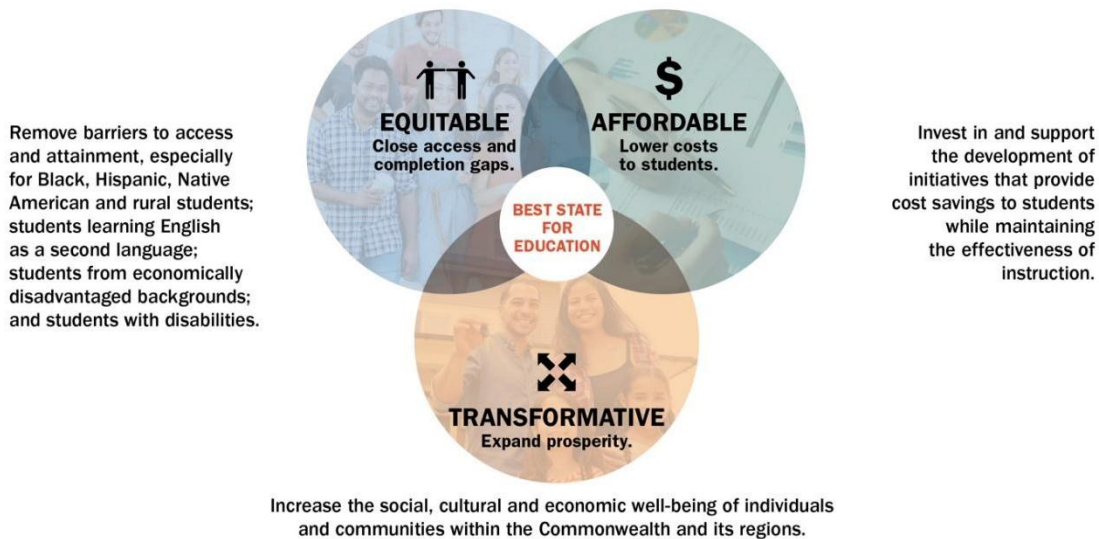 $
EQUITABLE
Close access and
completion gaps.
AFFORDABLE
Lower costs
to students.
Remove barriers to access
and attainment, especially
for Black, Hispanic, Native
American and rural students;
students learning English
as a second language;
students from economically
disadvantaged backgrounds;
and students with disabilities.
Invest in and support
the development of
initiatives that provide
cost savings to students
while maintaining
the effectiveness of
instruction.
BEST STATE
FOR
EDUCATION
TRANSFORMATIVE
Expand prosperity.
Increase the social, cultural and economic well-being of individuals
and communities within the Commonwealth and its regions.